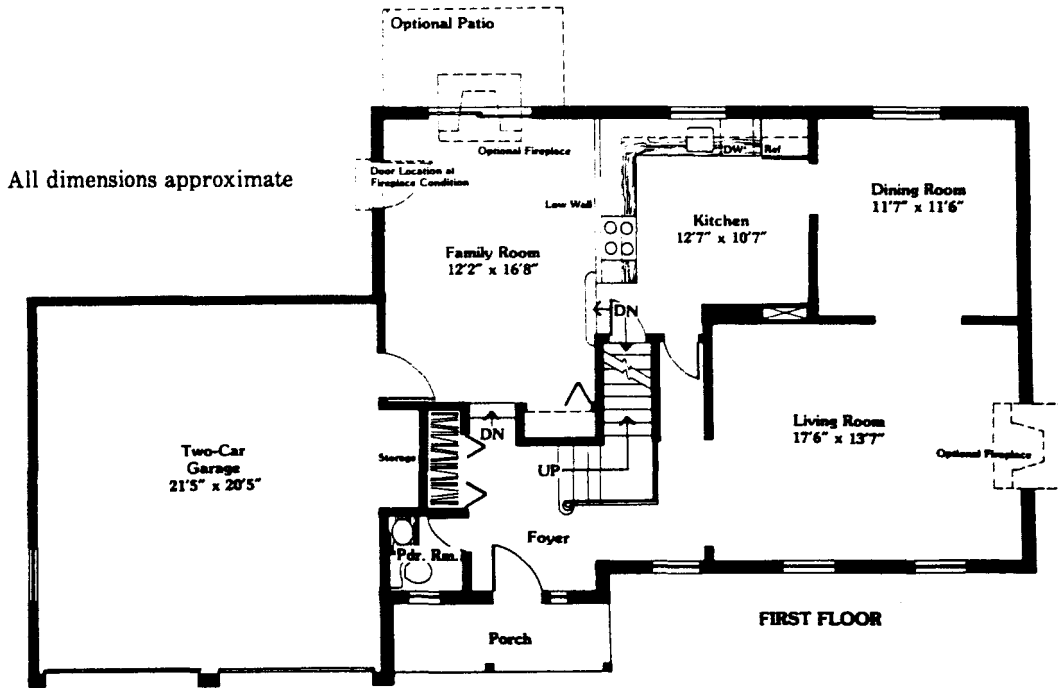 Optional Patio
Optional Fireplace
Door Location at
Fireplace Condition
All dimensions approximate
DW
Ref
Low Wall
Kitchen
12'7" x 10'7"
Dining Room
11'7" x 11'6"
Family Room
12'2" x 16'8"
DN
Living Room
17'6" x 13'7"
Optional Fireplace
DN
Two-Car
Garage
21'5" x 20'5"
Storage
UP
Foyer
Pdr. Rm.
Porch
FIRST FLOOR